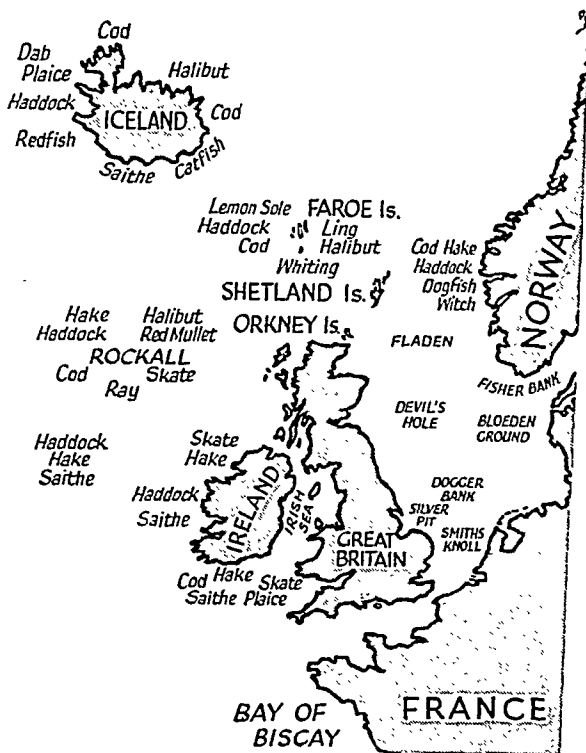 Cod
Dab
Plaice
Halibut
Haddock
ICELAND
Cod
Redfish
Saithe
Catfish
Lemon Sole
FAROE Is.
Haddock
Ling
Cod
Halibut
Whiting
Cod Hake
Haddock
Dogfish
Witch
NORWAY
SHETLAND Is.
ORKNEY Is.
Hake
Halibut
Haddock
Red Mullet
ROCKALL
Cod
Skate
Ray
FLADEN
FISHER BANK
DEVIL'S
HOLE
BLOEDEN
GROUND
Haddock
Hake
Saithe
Skate
Hake
Haddock
Saithe
IRELAND
IRISH
SEA
DOGGER
BANK
SILVER
PIT
SMITHS
KNOLL
GREAT
BRITAIN
Cod Hake Skate
Saithe Plaice
BAY OF
BISCAY
FRANCE